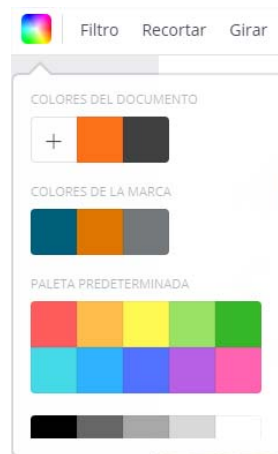 Filtro Recortar Girar
COLORES DEL DOCUMENTO
+
COLORES DE LA MARCA
PALETA PREDETERMINADA